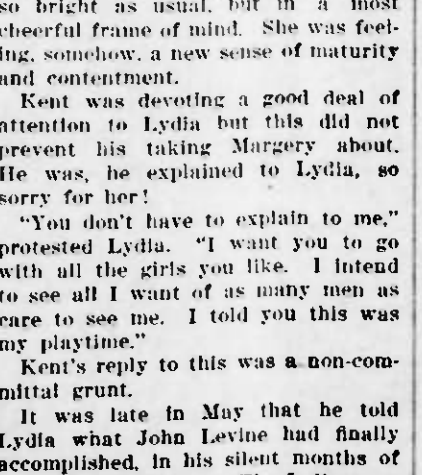 so bright as usual, but in a most
cheerful frame of mind. She was feel-
ing, somehow, a new sense of maturity
and contentment.
Kent was devoting a good deal of
attention to Lydia but this did not
prevent his taking Margery about.
He was, he explained to Lydia, so
sorry for her!
"You don't have to explain to me,"
protested Lydia. "I want you to go
with all the girls you like. I intend
to see all I want of as many men as
care to see me. I told you this was
my playtime."
Kent's reply to this was a non-com-
mittal grunt.
It was late in May that he told
Lydia what John Levine had finally
accomplished, in his silent months of